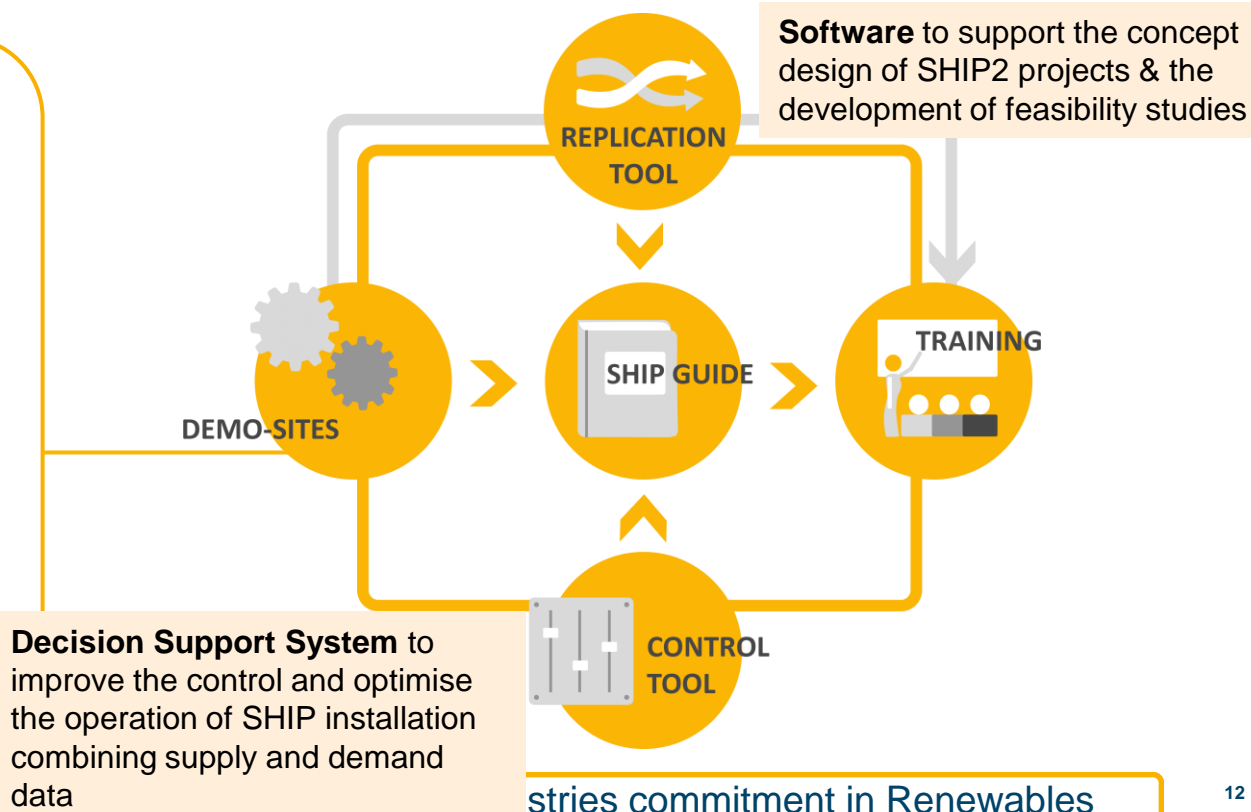 Software to support the concept
design of SHIP2 projects & the
development of feasibility studies
REPLICATION
TOOL
TRAINING
SHIP GUIDE
DEMO-SITES
CONTROL
TOOL
Decision Support System to
improve the control and optimise
the operation of SHIP installation
combining supply and demand
data
stries commitment in Renewables
12